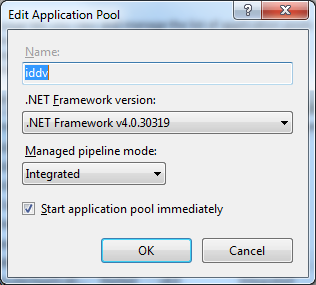 Edit Application Pool
Name:
iddv
.NET Framework version:
.NET Framework v4.0.30319
Managed pipeline mode:
Integrated
Start application pool immediately
OK
Cancel